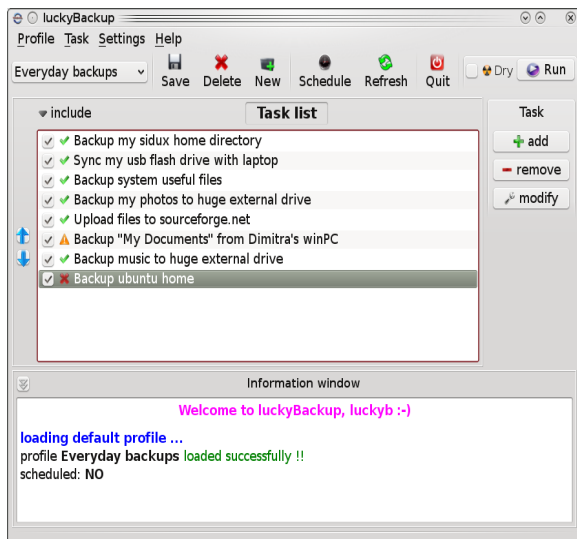 luckyBackup
Profile Task Settings Help
Everyday backups
Save Delete New Schedule Refresh Quit Dry Run
include
Task list
Backup my sidux home directory
Sync my usb flash drive with laptop
Backup system useful files
Backup my photos to huge external drive
Upload files to sourceforge.net
Backup "My Documents" from Dimitra's winPC
Backup music to huge external drive
Backup ubuntu home
Task
add
remove
modify
Information window
Welcome to luckyBackup, luckyb :-)
loading default profile ...
profile Everyday backups loaded successfully !!
scheduled: NO